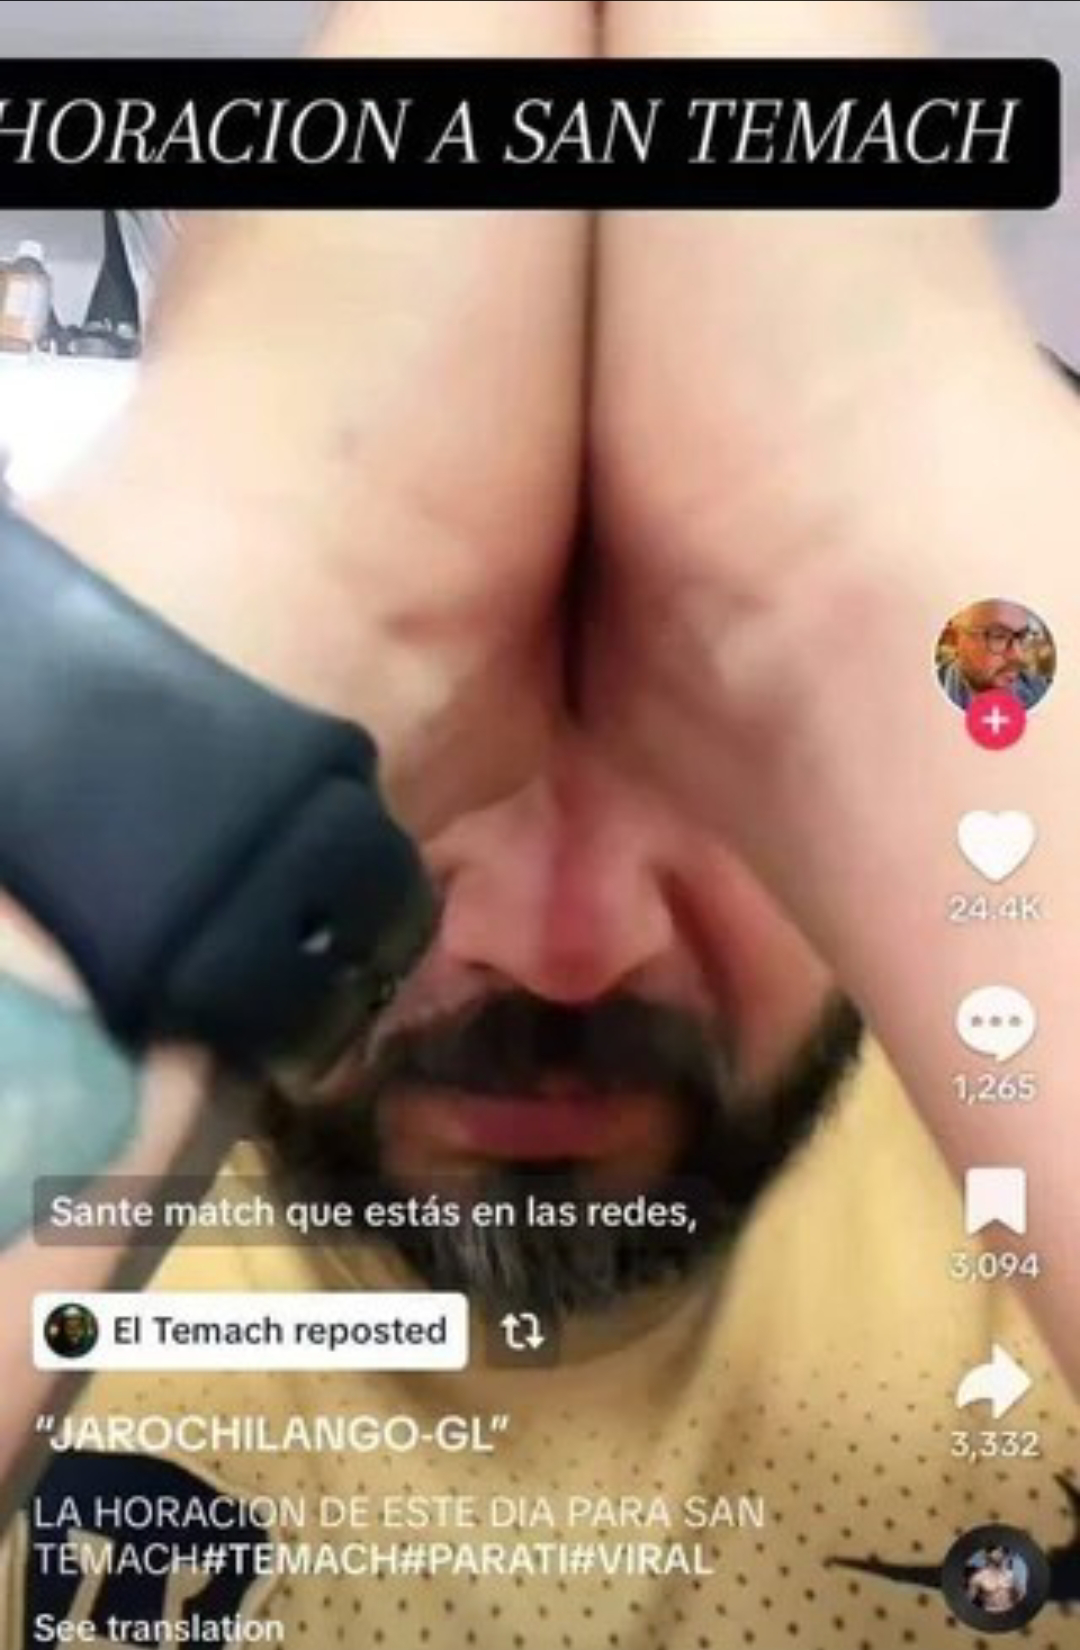 HORACION A SAN TEMACH
Sante match que estás en las redes,
El Temach reposted
24.4K
1,265
3,094
3,332
“JAROCHILANGO-GL”
LA HORACION DE ESTE DIA PARA SAN
TEMACH#TEMACH#PARATI#VIRAL
See translation